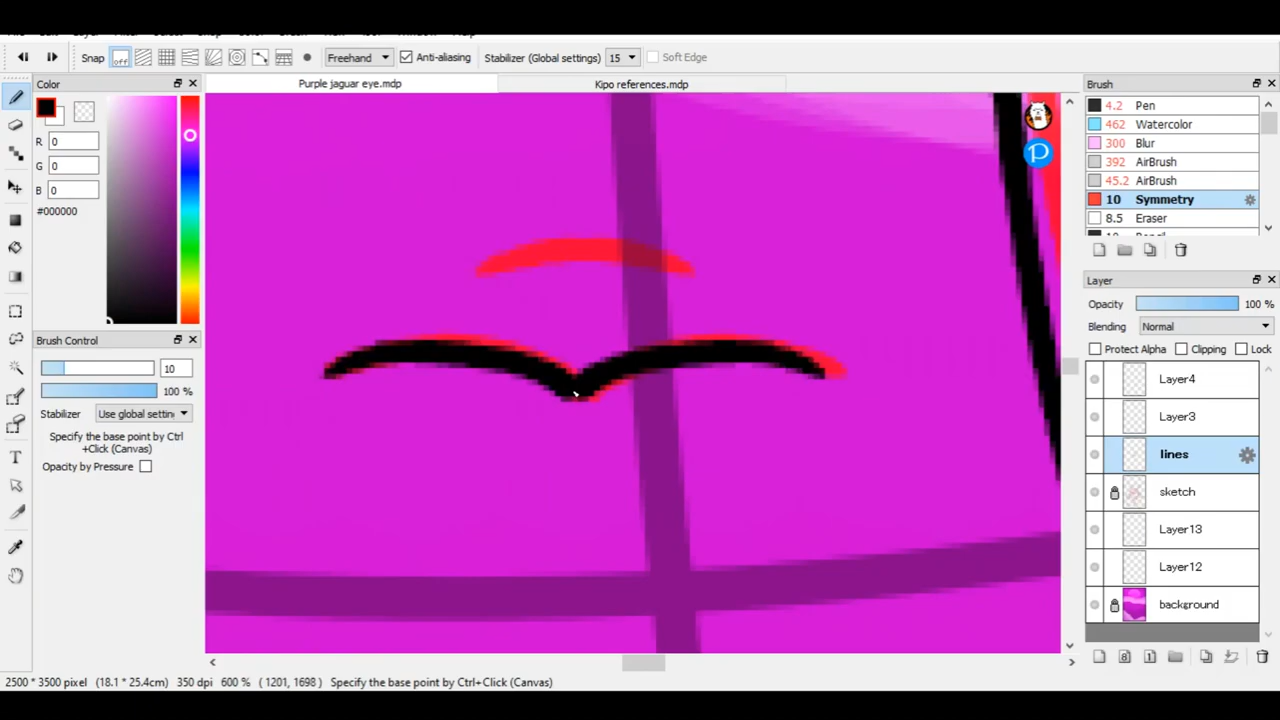 Snap
off
Freehand
Anti-aliasing
Stabilizer (Global settings)
15
Soft Edge
Color
Purple jaguar eye.mdp
Kipo references.mdp
Brush
R 0
G 0
B 0
#000000
4.2 Pen
462 Watercolor
300 Blur
392 AirBrush
45.2 AirBrush
10 Symmetry
8.5 Eraser
Brush Control
10
100 %
Stabilizer Use global settin
Specify the base point by Ctrl
+Click (Canvas)
Opacity by Pressure
Layer
Opacity 100 %
Blending Normal
Protect Alpha Clipping Lock
Layer4
Layer3
lines
sketch
Layer13
Layer12
background
2500 * 3500 pixel (18.1 * 25.4cm) 350 dpi 600 % ( 1201, 1698 ) Specify the base point by Ctrl+Click (Canvas)